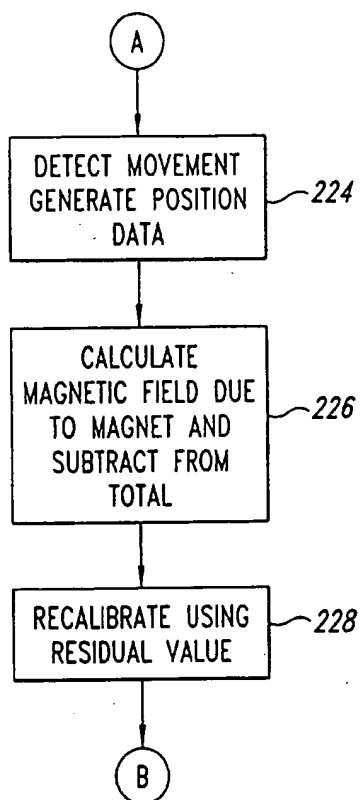 A
DETECT MOVEMENT
GENERATE POSITION
DATA
224
CALCULATE
MAGNETIC FIELD DUE
TO MAGNET AND
SUBTRACT FROM
TOTAL
226
RECALIBRATE USING
RESIDUAL VALUE
228
B